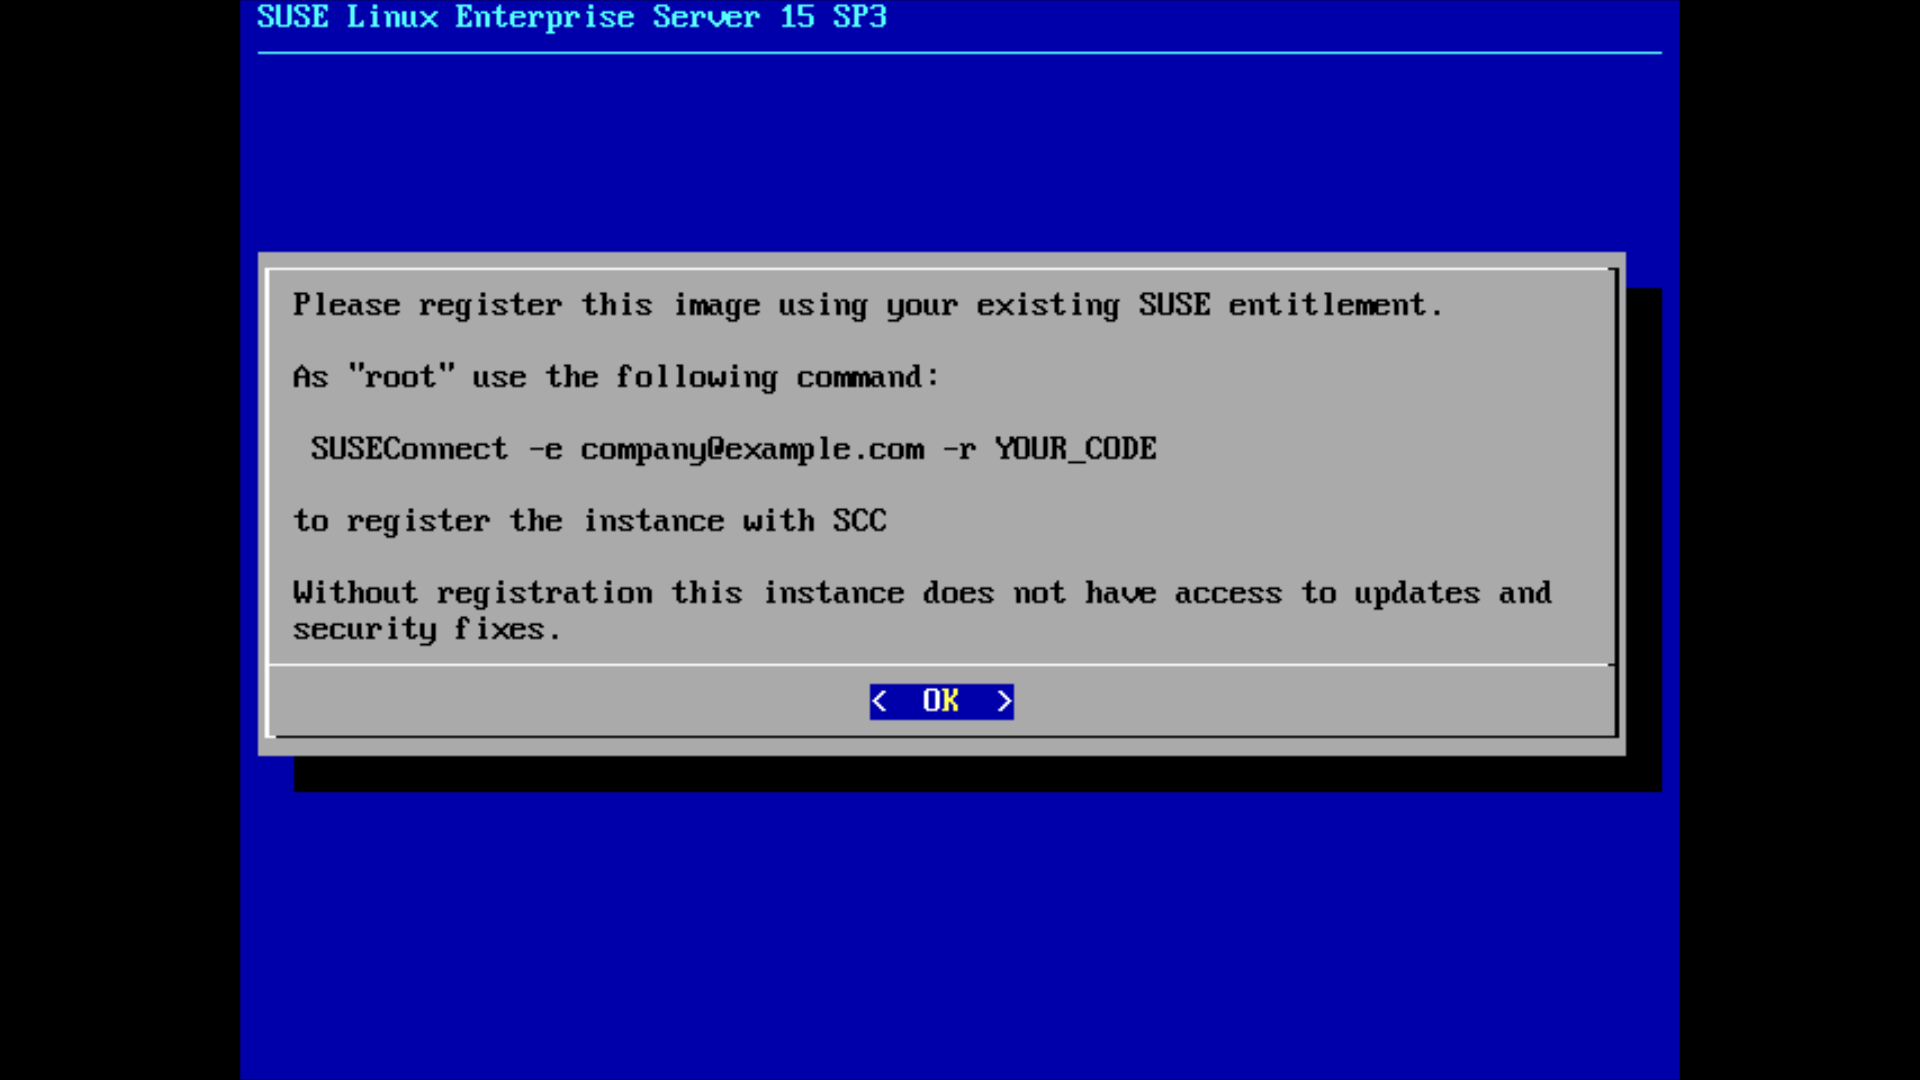 SUSE Linux Enterprise Server 15 SP3
Please register this image using your existing SUSE entitlement.
As "root" use the following command:
SUSEConnect -e company@example.com -r YOUR_CODE
to register the instance with SCC
Without registration this instance does not have access to updates and
security fixes.
< OK >